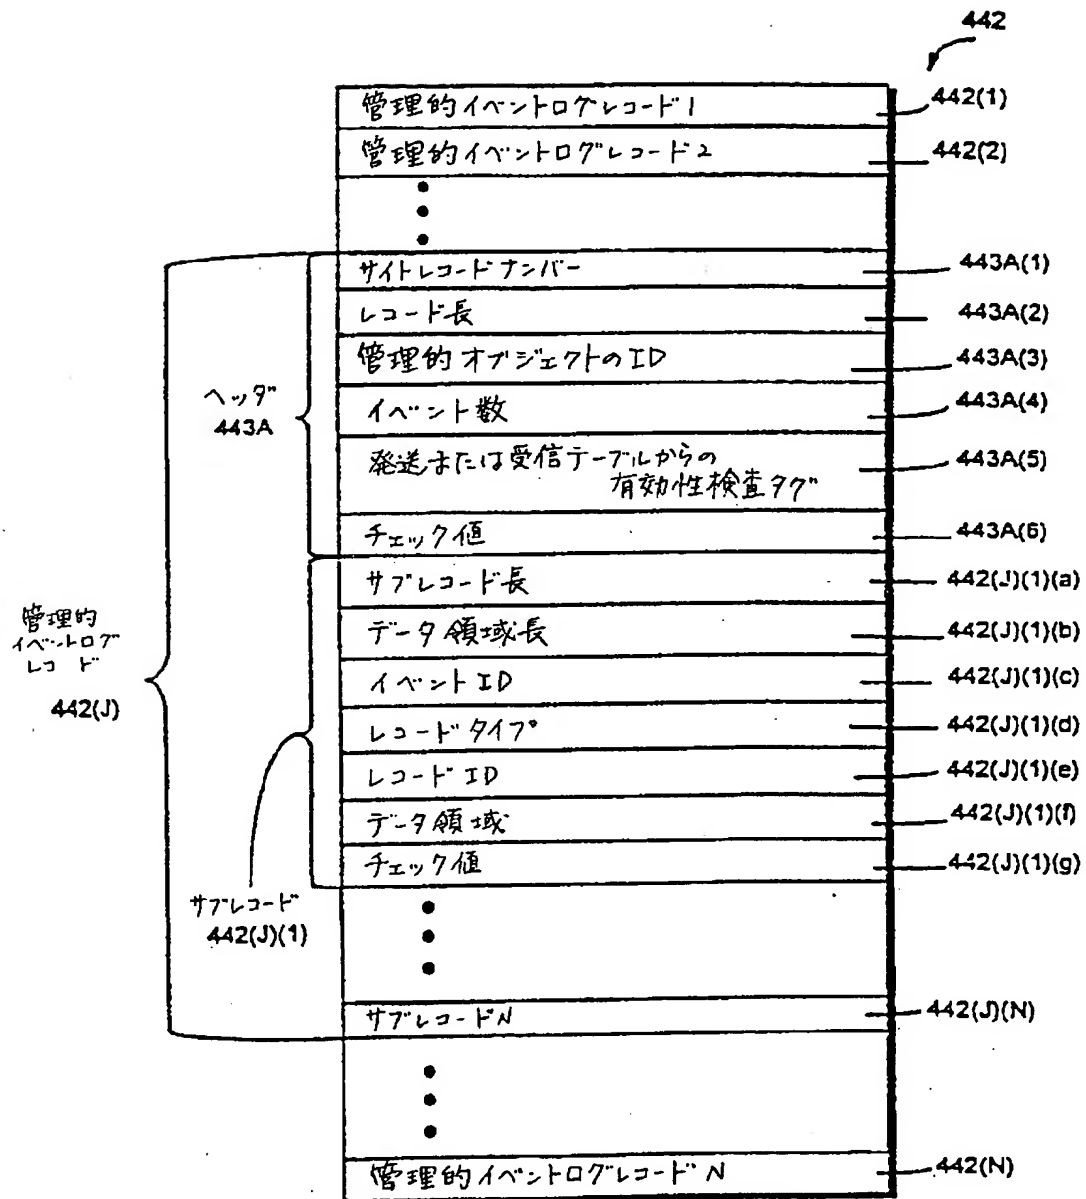 442
管理的イベントログレコード1
442(1)
管理的イベントログレコード2
442(2)
サイトレコードナンバー
443A(1)
レコード長
443A(2)
管理的オブジェクトのID
443A(3)
ヘッダ
443A
イベント数
443A(4)
発送または受信テーブルからの
有効性検査タグ
443A(5)
チェック値
443A(6)
サブレコード長
442(J)(1)(a)
データ領域長
442(J)(1)(b)
管理的
イベントログ
レコード
442(J)
イベントID
442(J)(1)(c)
レコードタイプ
442(J)(1)(d)
レコードID
442(J)(1)(e)
データ領域
442(J)(1)(f)
チェック値
442(J)(1)(g)
サブレコード
442(J)(1)
サブレコードN
442(J)(N)
管理的イベントログレコードN
442(N)